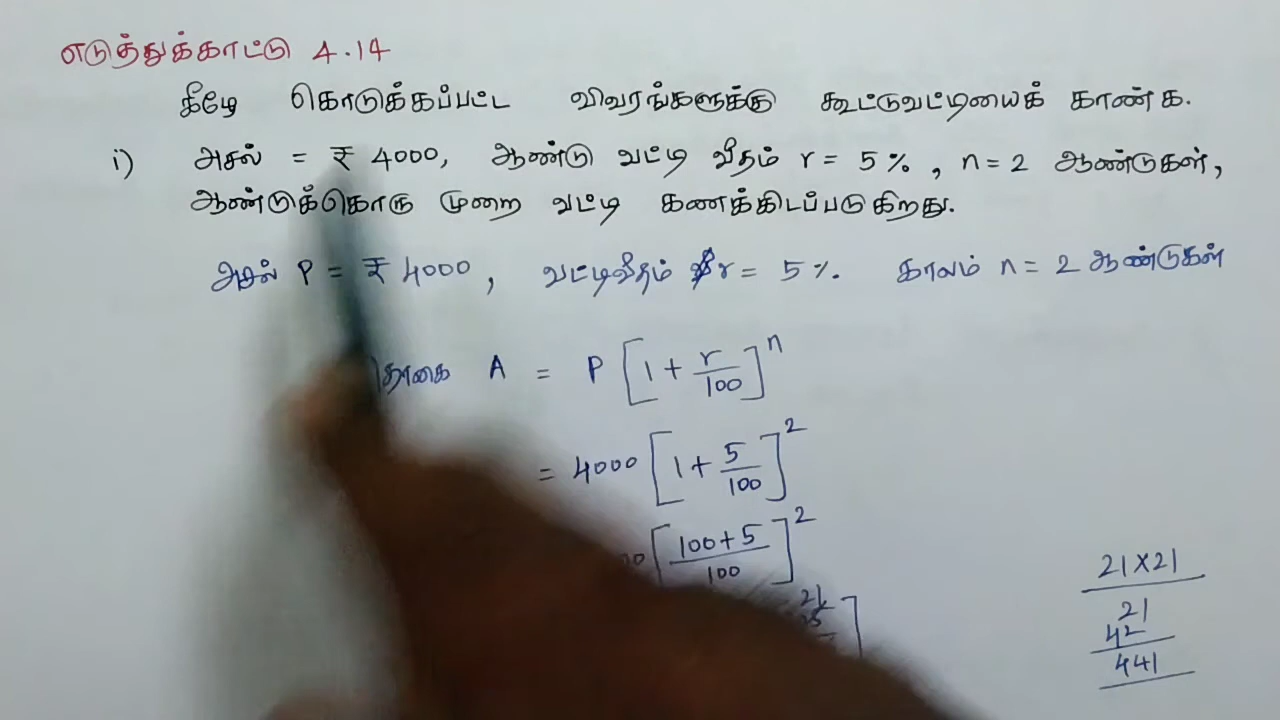 எடுத்துக்காட்டு 4.14
கீழே கொடுக்கப்பட்ட விவரங்களுக்கு கூட்டுவட்டியைக் காண்க.
i) அசல் = ₹ 4000, ஆண்டு வட்டி வீதம் r = 5%, n = 2 ஆண்டுகள்,
ஆண்டுக்கொரு முறை வட்டி கணக்கிடப்படுகிறது.
அசல் P = ₹ 4000, வட்டிவீதம் r = 5%. காலம் n = 2 ஆண்டுகள்
A = P [1 + r/100]^n
= 4000 [1 + 5/100]^2
[100+5/100]^2
21
21×21
21
42
441